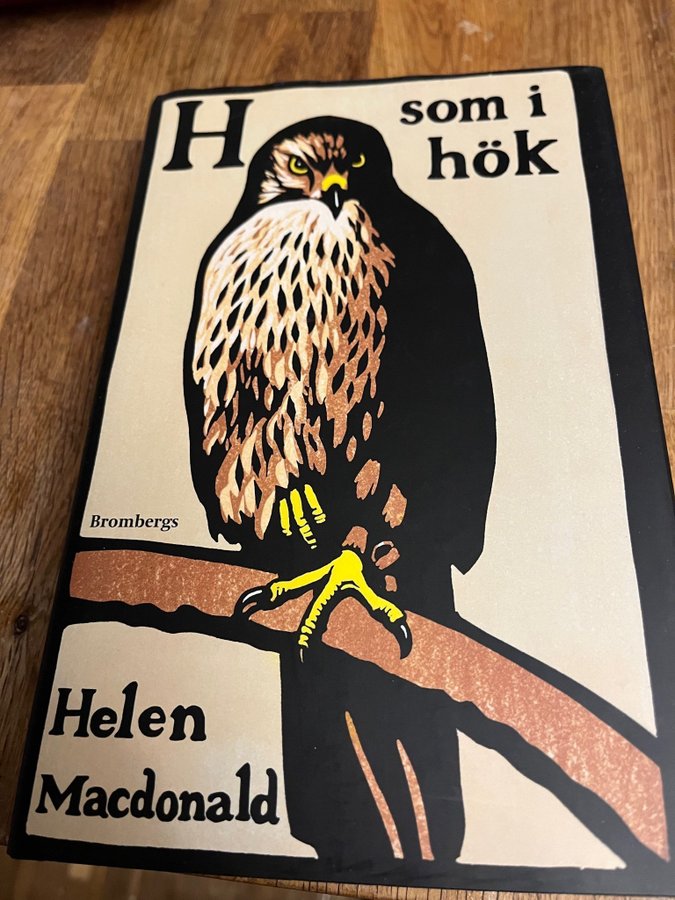 H som i
hök
Brombergs
Helen
Macdonald